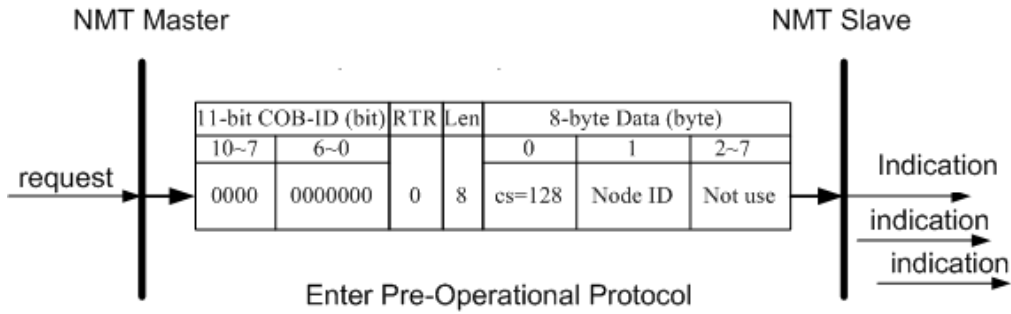 NMT Master NMT Slave
11-bit COB-ID (bit) RTR Len 8-byte Data (byte)
10~7 6~0 0 1 2~7
request 0000 0000000 0 8 cs=128 Node ID Not use Indication
indication
indication
Enter Pre-Operational Protocol